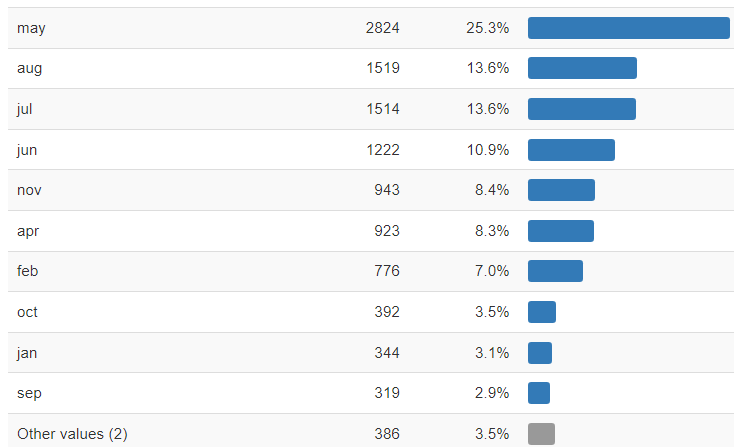 may 2824 25.3%
aug 1519 13.6%
jul 1514 13.6%
jun 1222 10.9%
nov 943 8.4%
apr 923 8.3%
feb 776 7.0%
oct 392 3.5%
jan 344 3.1%
sep 319 2.9%
Other values (2) 386 3.5%